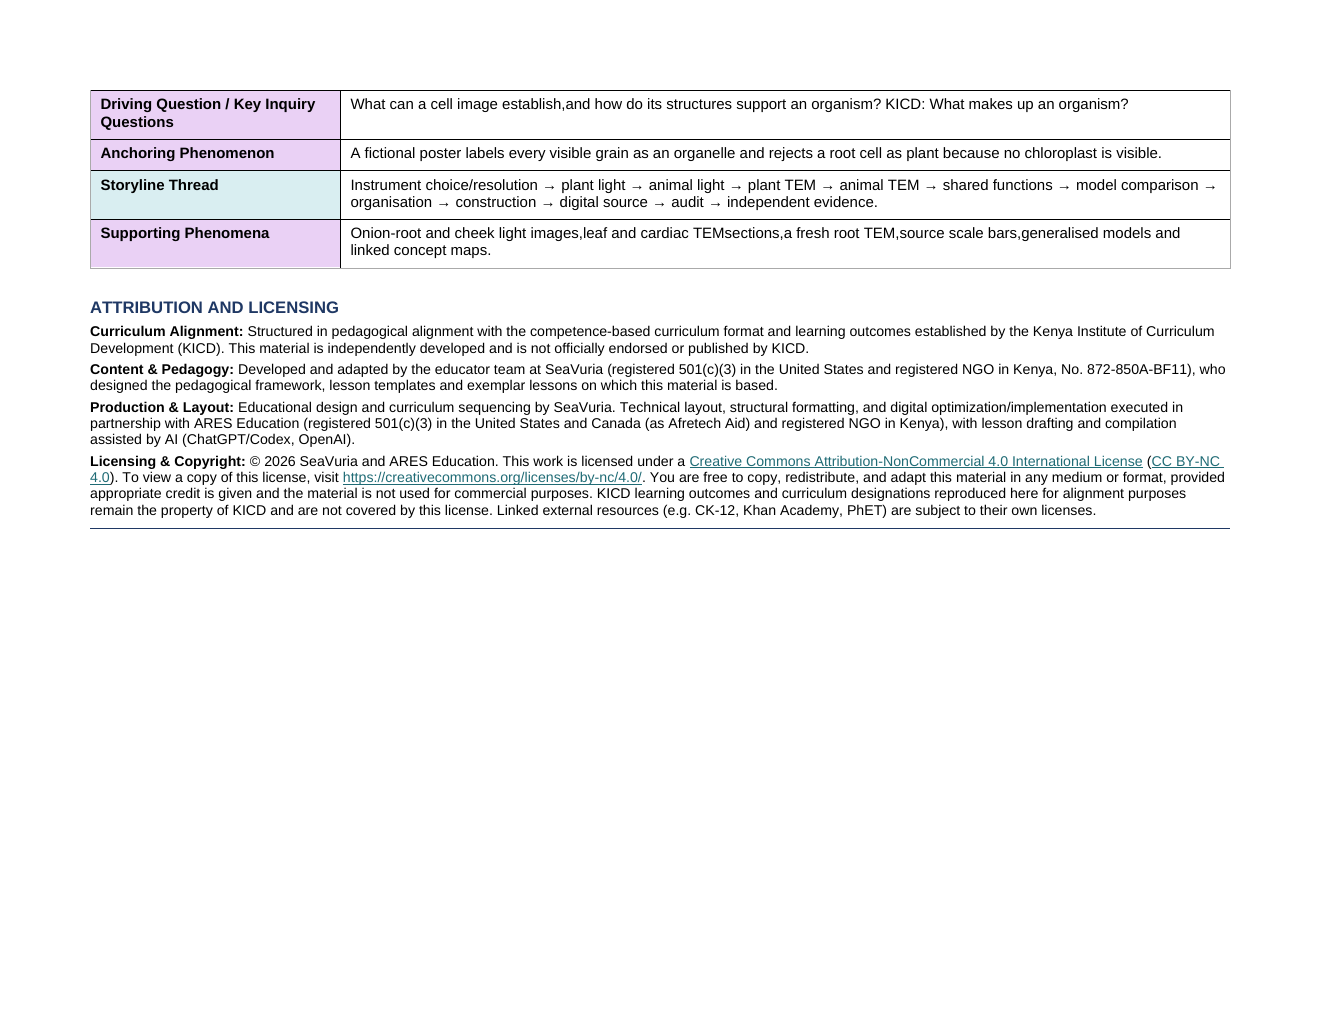 Driving Question / Key Inquiry
Questions
What can a cell image establish,and how do its structures support an organism? KICD: What makes up an organism?
Anchoring Phenomenon
A fictional poster labels every visible grain as an organelle and rejects a root cell as plant because no chloroplast is visible.
Storyline Thread
Instrument choice/resolution → plant light → animal light → plant TEM → animal TEM → shared functions → model comparison →
organisation → construction → digital source → audit → independent evidence.
Supporting Phenomena
Onion-root and cheek light images,leaf and cardiac TEMsections,a fresh root TEM,source scale bars,generalised models and
linked concept maps.
ATTRIBUTION AND LICENSING
Curriculum Alignment: Structured in pedagogical alignment with the competence-based curriculum format and learning outcomes established by the Kenya Institute of Curriculum
Development (KICD). This material is independently developed and is not officially endorsed or published by KICD.
Content & Pedagogy: Developed and adapted by the educator team at SeaVuria (registered 501(c)(3) in the United States and registered NGO in Kenya, No. 872-850A-BF11), who
designed the pedagogical framework, lesson templates and exemplar lessons on which this material is based.
Production & Layout: Educational design and curriculum sequencing by SeaVuria. Technical layout, structural formatting, and digital optimization/implementation executed in
partnership with ARES Education (registered 501(c)(3) in the United States and Canada (as Afretech Aid) and registered NGO in Kenya), with lesson drafting and compilation
assisted by AI (ChatGPT/Codex, OpenAI).
Licensing & Copyright: © 2026 SeaVuria and ARES Education. This work is licensed under a Creative Commons Attribution-NonCommercial 4.0 International License (CC BY-NC
4.0). To view a copy of this license, visit https://creativecommons.org/licenses/by-nc/4.0/. You are free to copy, redistribute, and adapt this material in any medium or format, provided
appropriate credit is given and the material is not used for commercial purposes. KICD learning outcomes and curriculum designations reproduced here for alignment purposes
remain the property of KICD and are not covered by this license. Linked external resources (e.g. CK-12, Khan Academy, PhET) are subject to their own licenses.